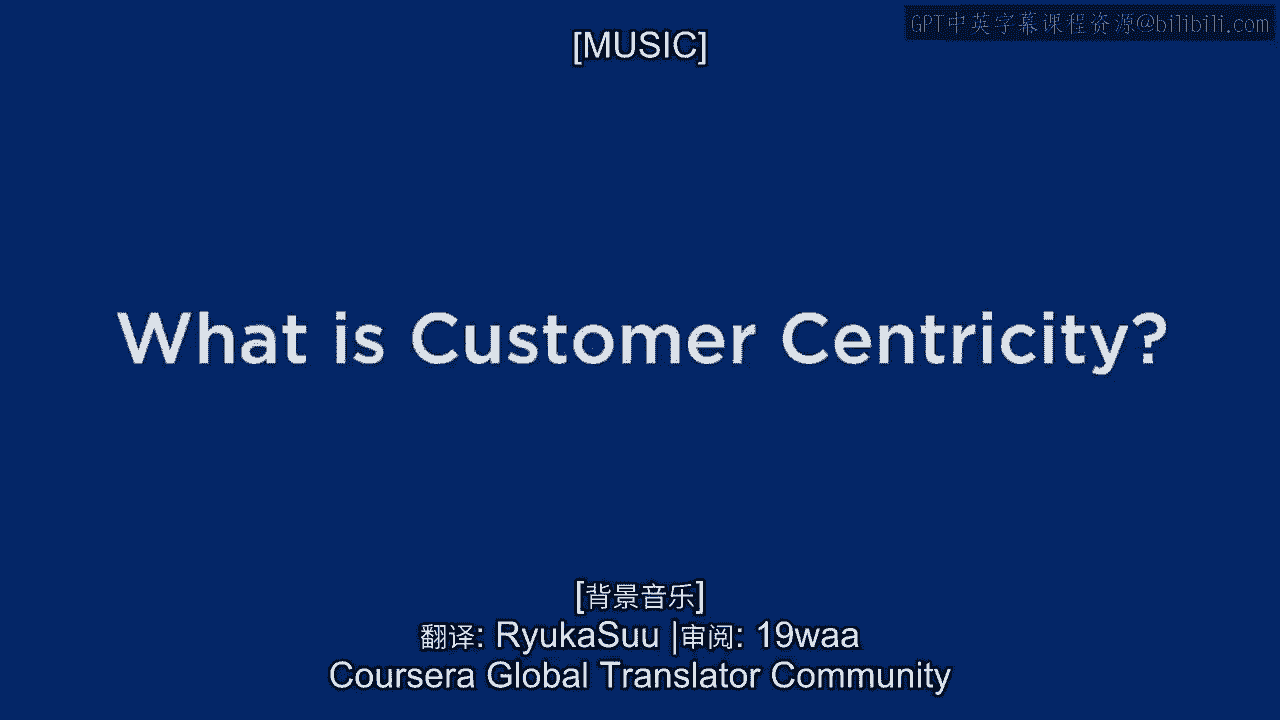 GPT中英字幕课程资源@bilibili.com
[MUSIC]
What is Customer Centricity?
[背景音乐]
翻译: RyukaSuu |审阅: 19waa
Coursera Global Translator Community